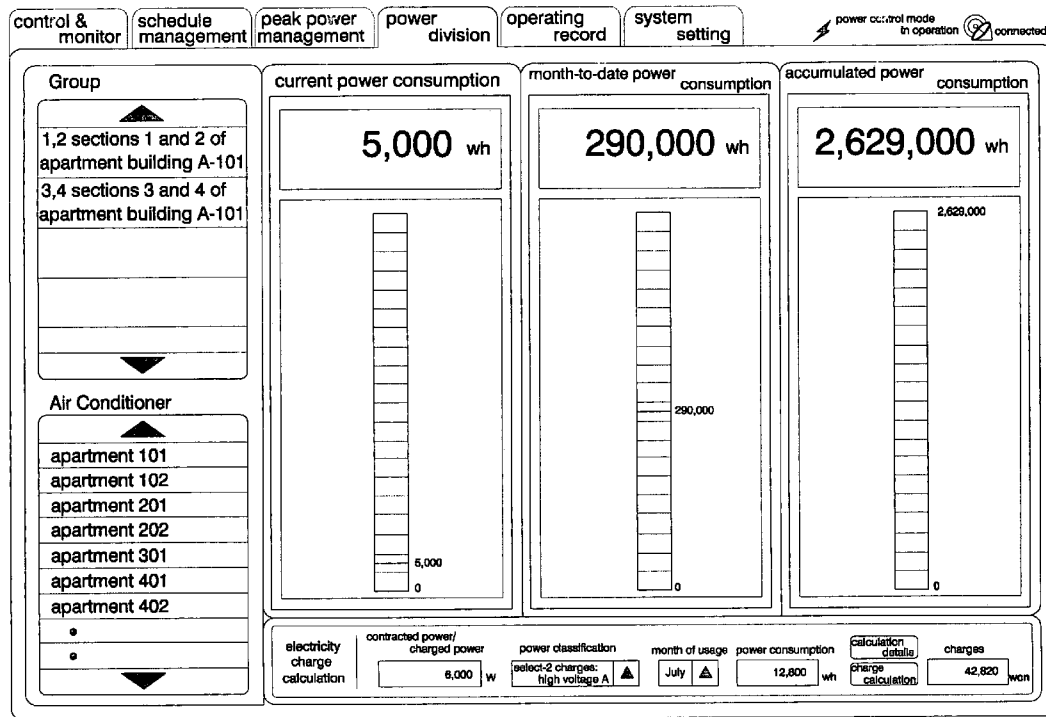 control &
monitor
schedule
management
peak power
management
power
division
operating
record
system
setting
power control mode
in operation
connected
Group
1,2 sections 1 and 2 of
apartment building A-101
3,4 sections 3 and 4 of
apartment building A-101
Air Conditioner
apartment 101
apartment 102
apartment 201
apartment 202
apartment 301
apartment 401
apartment 402
current power consumption
5,000 wh
5,000
0
month-to-date power
consumption
290,000 wh
290,000
0
accumulated power
consumption
2,629,000 wh
2,629,000
0
electricity
charge
calculation
contracted power/
charged power
6,000 W
power classification
select-2 charges:
high voltage A
month of usage
July
power consumption
12,800 wh
calculation
details
charge
calculation
charges
42,820 won